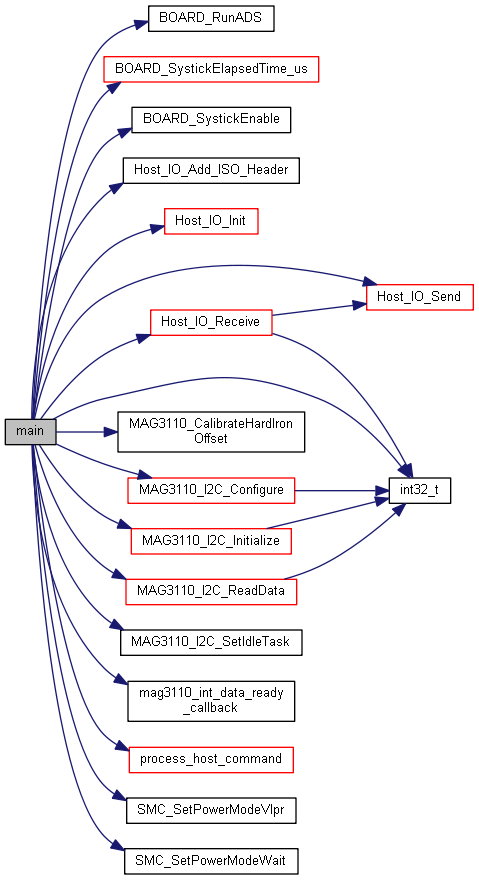 BOARD_RunADS
BOARD_SystickElapsedTime_us
BOARD_SystickEnable
Host_IO_Add_ISO_Header
Host_IO_Init
Host_IO_Send
Host_IO_Receive
main
MAG3110_CalibrateHardIron
Offset
MAG3110_I2C_Configure
int32_t
MAG3110_I2C_Initialize
MAG3110_I2C_ReadData
MAG3110_I2C_SetIdleTask
mag3110_int_data_ready
_callback
process_host_command
SMC_SetPowerModeVlpr
SMC_SetPowerModeWait